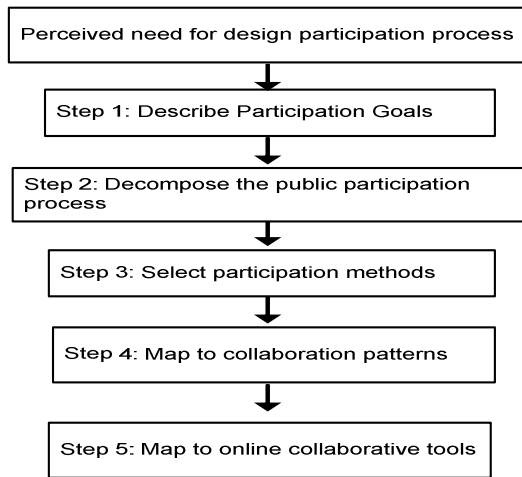 Perceived need for design participation process
Step 1: Describe Participation Goals
Step 2: Decompose the public participation
process
Step 3: Select participation methods
Step 4: Map to collaboration patterns
Step 5: Map to online collaborative tools